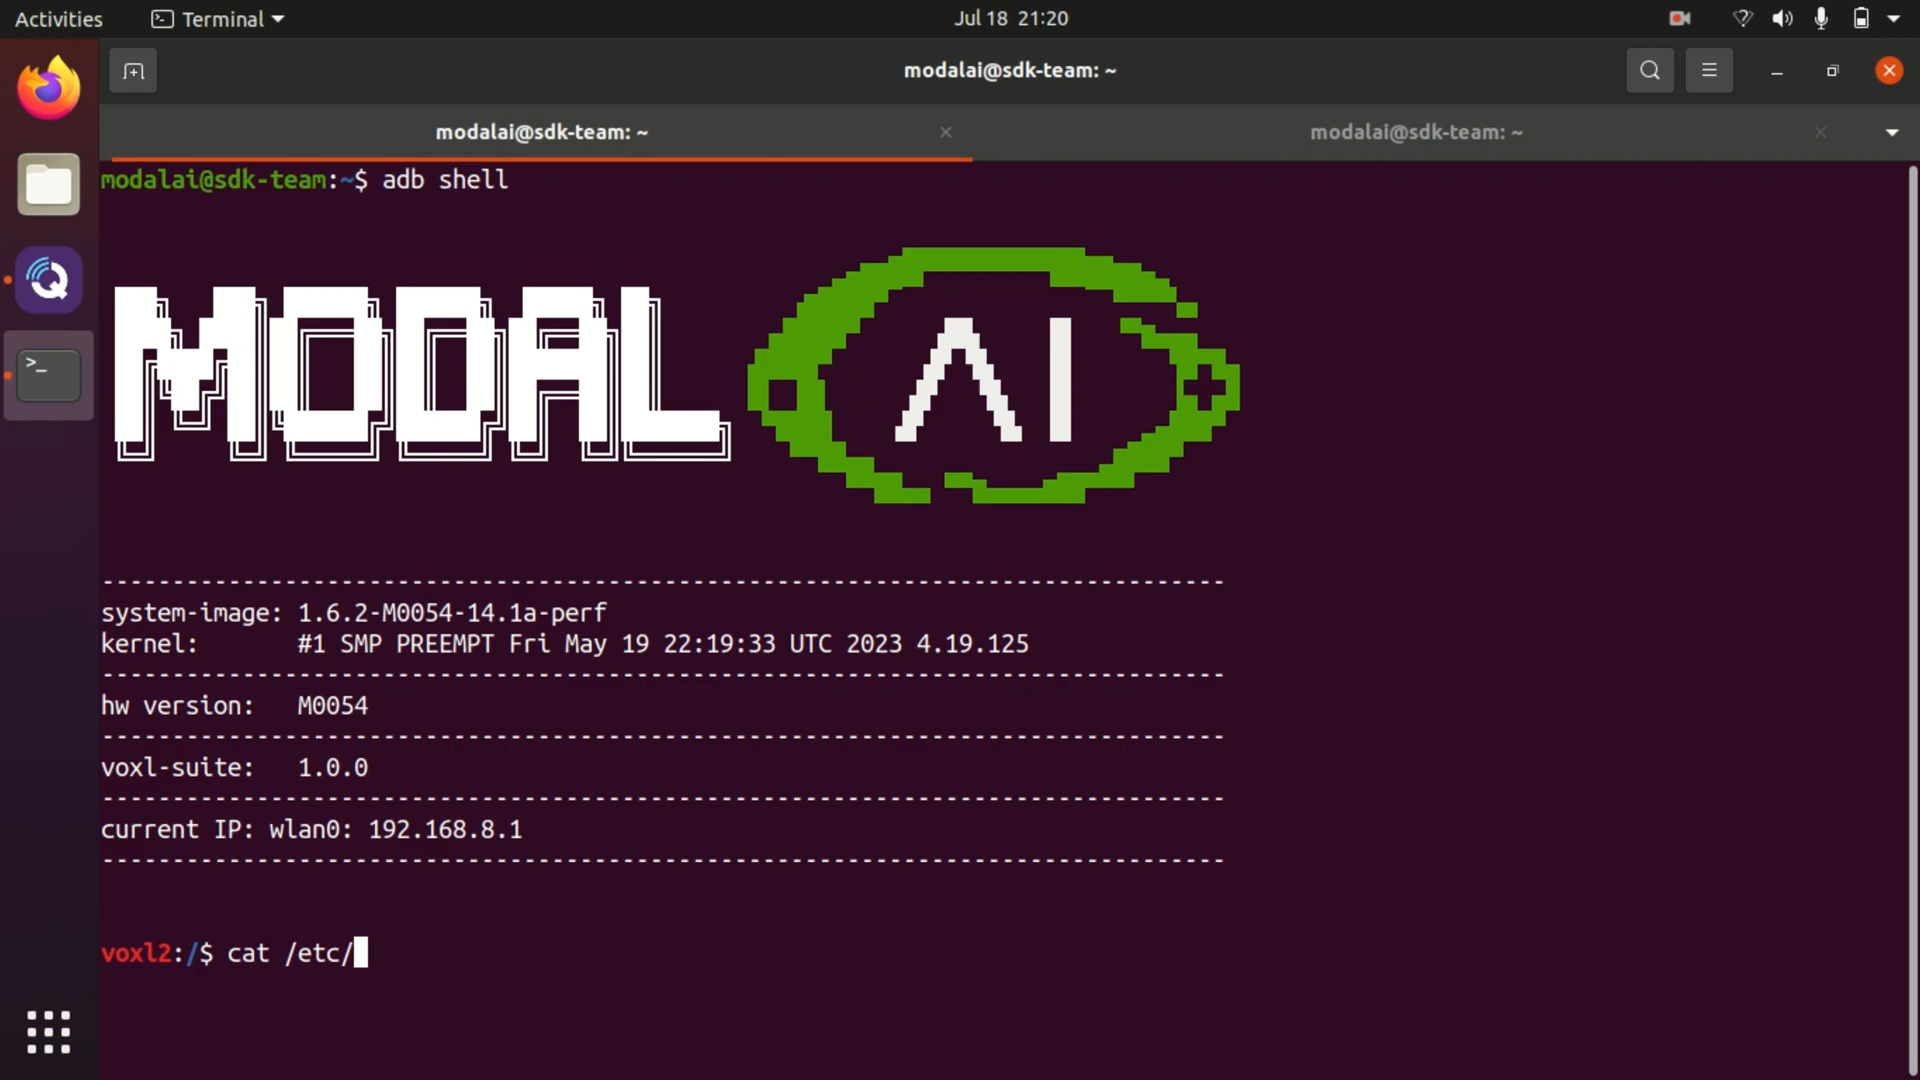 Activities Terminal Jul 18 21:20
modalai@sdk-team: ~
modalai@sdk-team: ~ modalai@sdk-team: ~
modalai@sdk-team:~$ adb shell
MODAL AI
--------------------------------------------------------------------------------
system-image: 1.6.2-M0054-14.1a-perf
kernel: #1 SMP PREEMPT Fri May 19 22:19:33 UTC 2023 4.19.125
--------------------------------------------------------------------------------
hw version: M0054
--------------------------------------------------------------------------------
voxl-suite: 1.0.0
--------------------------------------------------------------------------------
current IP: wlan0: 192.168.8.1
--------------------------------------------------------------------------------
voxl2:/$ cat /etc/